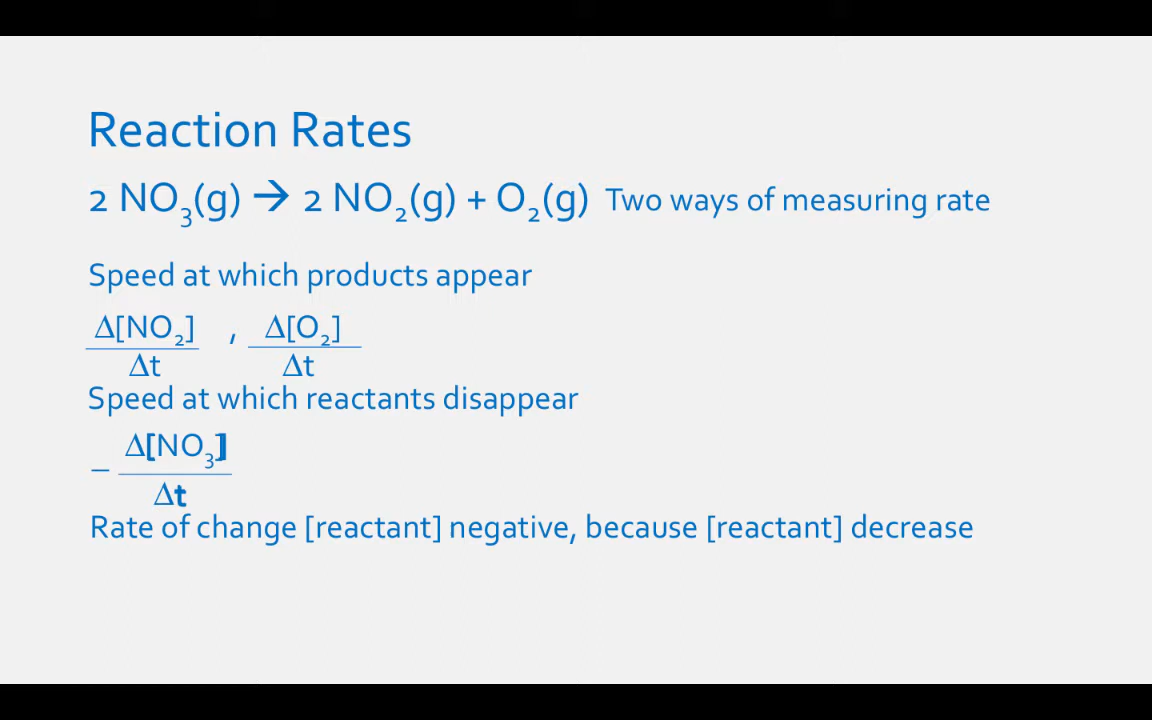 Reaction Rates
2 NO₃(g) → 2 NO₂(g) + O₂(g) Two ways of measuring rate
Speed at which products appear
Δ[NO₂] , Δ[O₂]
Δt Δt
Speed at which reactants disappear
– Δ[NO₃]
Δt
Rate of change [reactant] negative, because [reactant] decrease